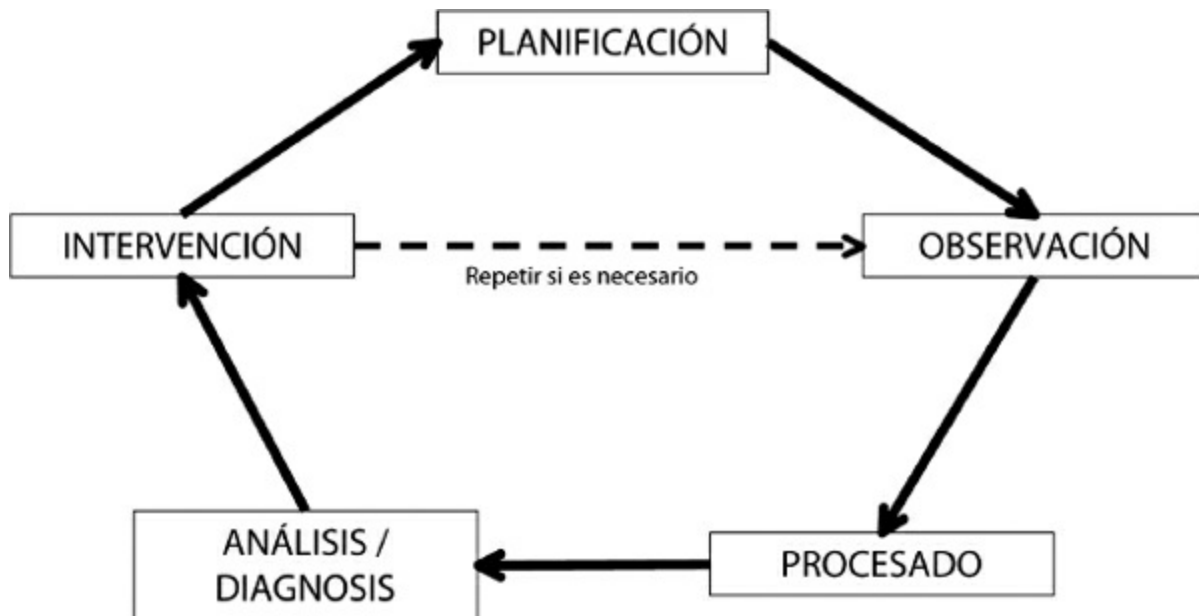 PLANIFICACIÓN
INTERVENCIÓN
OBSERVACIÓN
Repetir si es necesario
ANÁLISIS /
DIAGNOSIS
PROCESADO